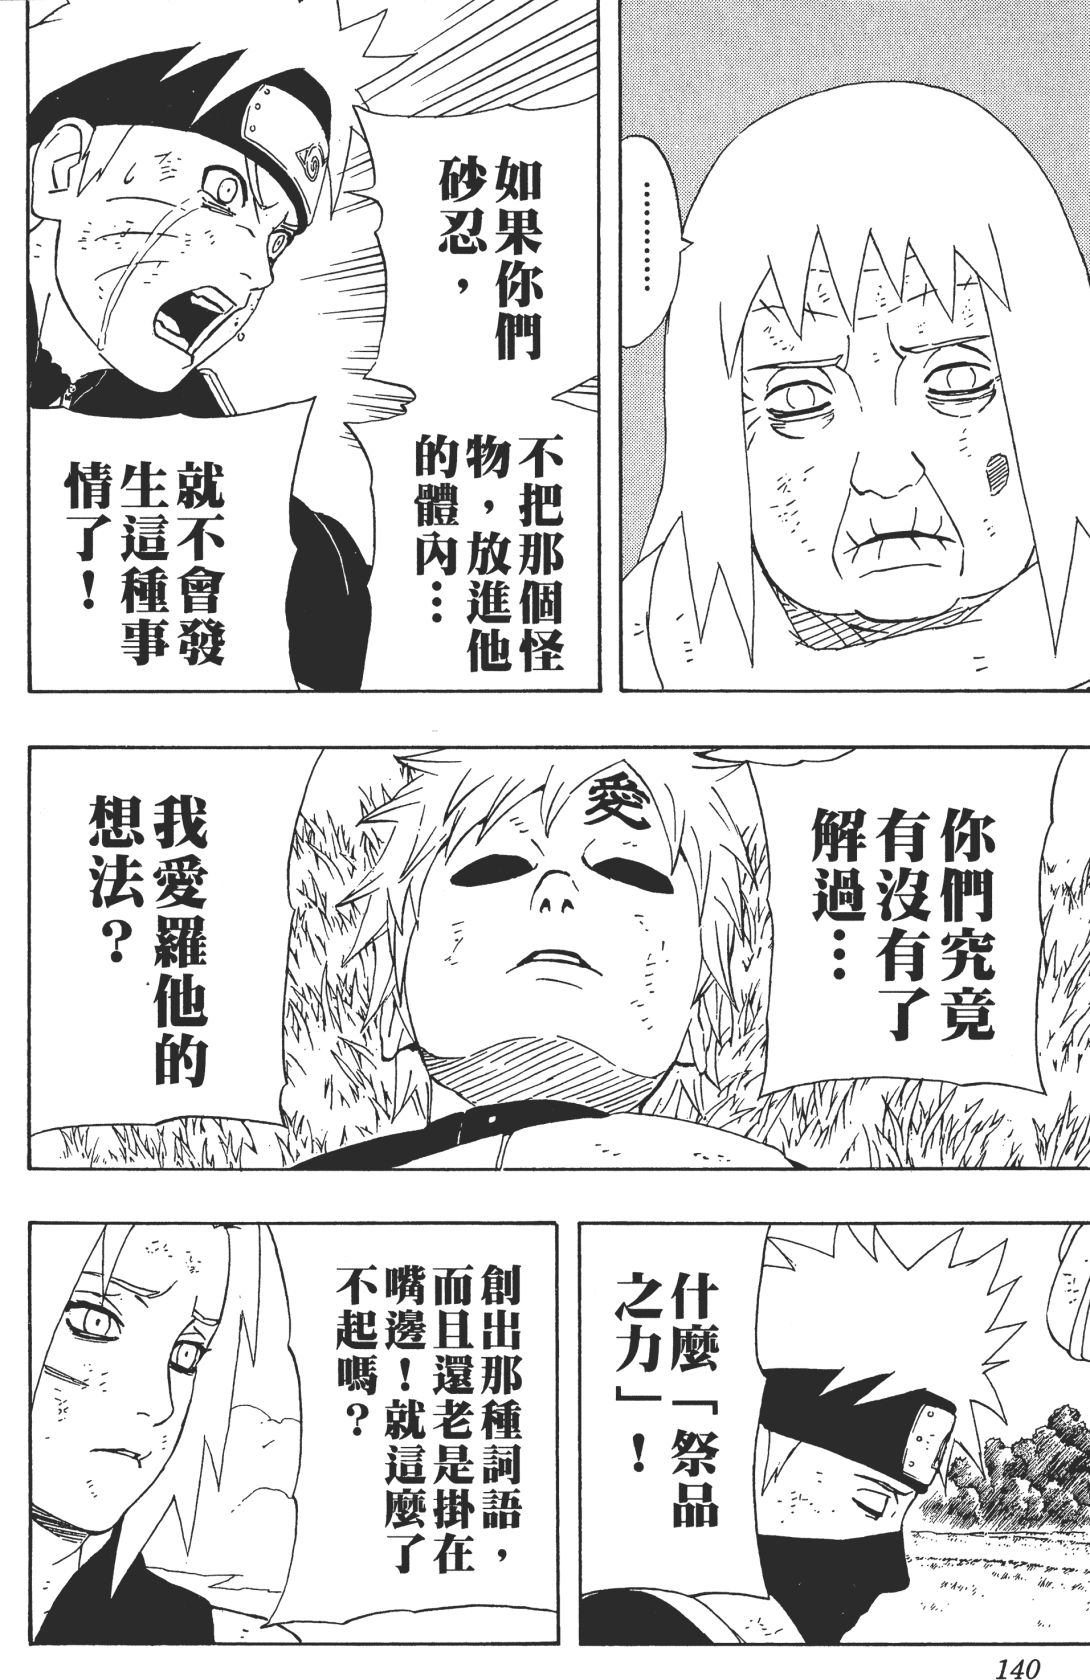 ………
如果你們
砂忍，
不把那個怪
物，放進他
的體內…
就不會發
生這種事
情了！
你們究竟
有沒有了
解過…
愛
我愛羅他的
想法？
什麼「祭品
之力」！
創出那種詞語，
而且還老是掛在
嘴邊！就這麼了
不起嗎？
140